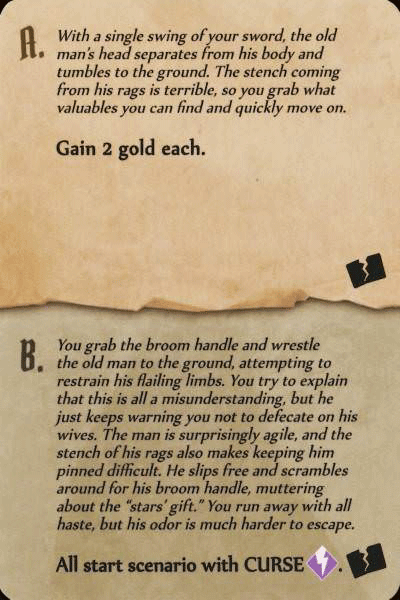 A. With a single swing of your sword, the old
man's head separates from his body and
tumbles to the ground. The stench coming
from his rags is terrible, so you grab what
valuables you can find and quickly move on.
Gain 2 gold each.
B. You grab the broom handle and wrestle
the old man to the ground, attempting to
restrain his flailing limbs. You try to explain
that this is all a misunderstanding, but he
just keeps warning you not to defecate on his
wives. The man is surprisingly agile, and the
stench of his rags also makes keeping him
pinned difficult. He slips free and scrambles
around for his broom handle, muttering
about the “stars' gift.” You run away with all
haste, but his odor is much harder to escape.
All start scenario with CURSE.